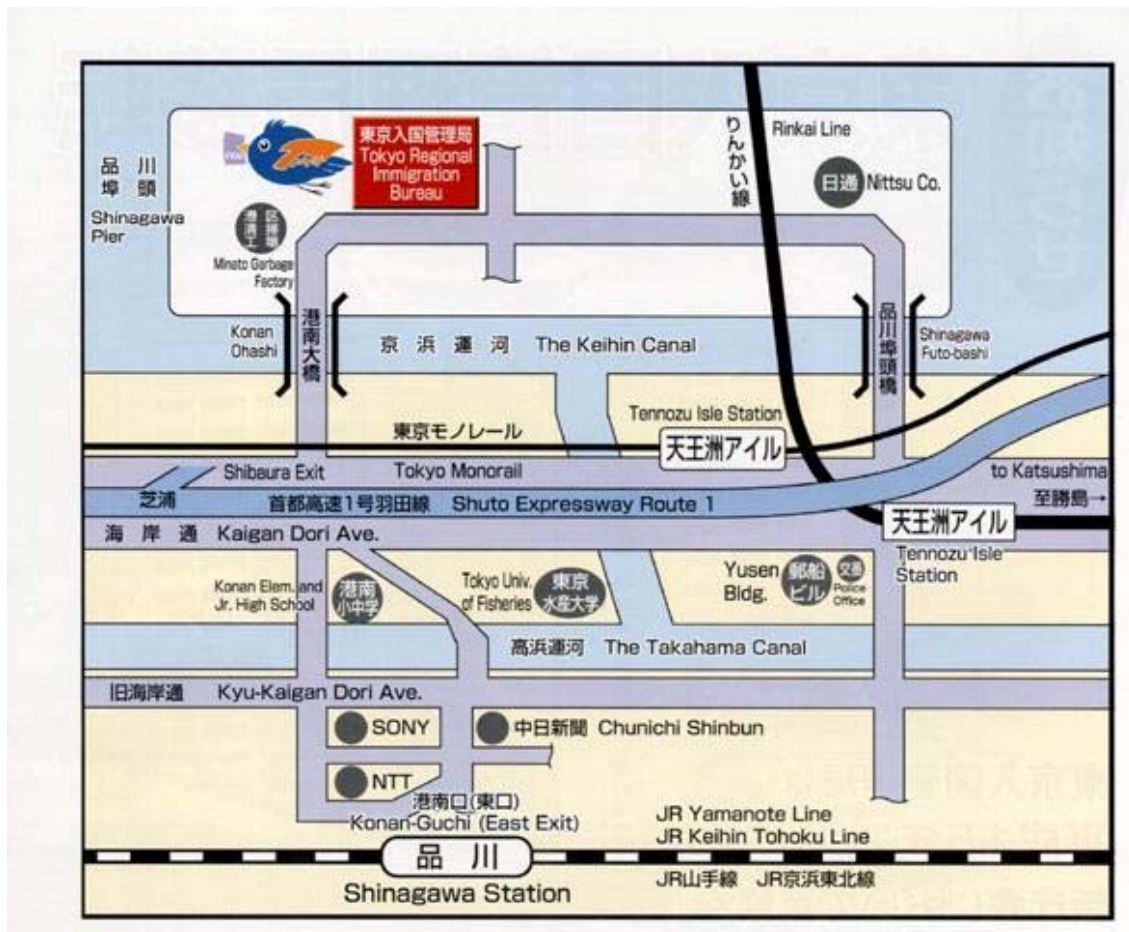 東京入国管理局
Tokyo Regional
Immigration
Bureau
りんかい線
Rinkai Line
日通 Nittsu Co.
品川
埠頭
Shinagawa
Pier
Minato Garbage
Factory
Konan
Ohashi
港南大橋
京浜運河 The Keihin Canal
品川埠頭橋
Shinagawa
Futo-bashi
Tennozu Isle Station
天王洲アイル
東京モノレール
Tokyo Monorail
Shibaura Exit
芝浦
to Katsushima
至勝島→
首都高速1号羽田線 Shuto Expressway Route 1
天王洲アイル
Tennozu Isle
Station
海岸通 Kaigan Dori Ave.
Konan Elem. and
Jr. High School
港南
小中学
Tokyo Univ.
of Fisheries
東京
水産大学
Yusen
Bldg.
郵船
ビル
交番
Police
Office
高浜運河 The Takahama Canal
旧海岸通 Kyu-Kaigan Dori Ave.
SONY
中日新聞 Chunichi Shinbun
NTT
港南口(東口)
Konan-Guchi (East Exit)
JR Yamanote Line
JR Keihin Tohoku Line
品川
Shinagawa Station
JR山手線 JR京浜東北線